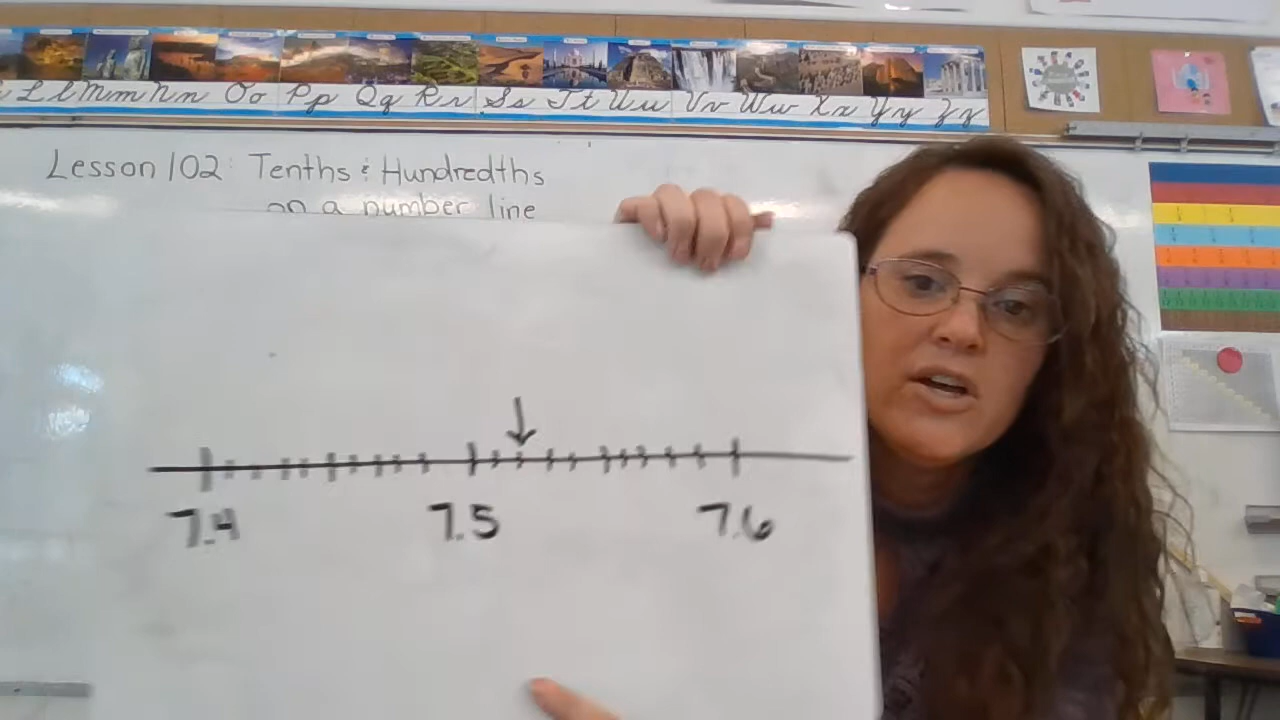 Ll Mm Nn Oo Pp Qq Rr Ss Tt Uu Vv Ww Xx Yy Zz
Lesson 102: Tenths & Hundredths
on a number line
7.4 7.5 7.6